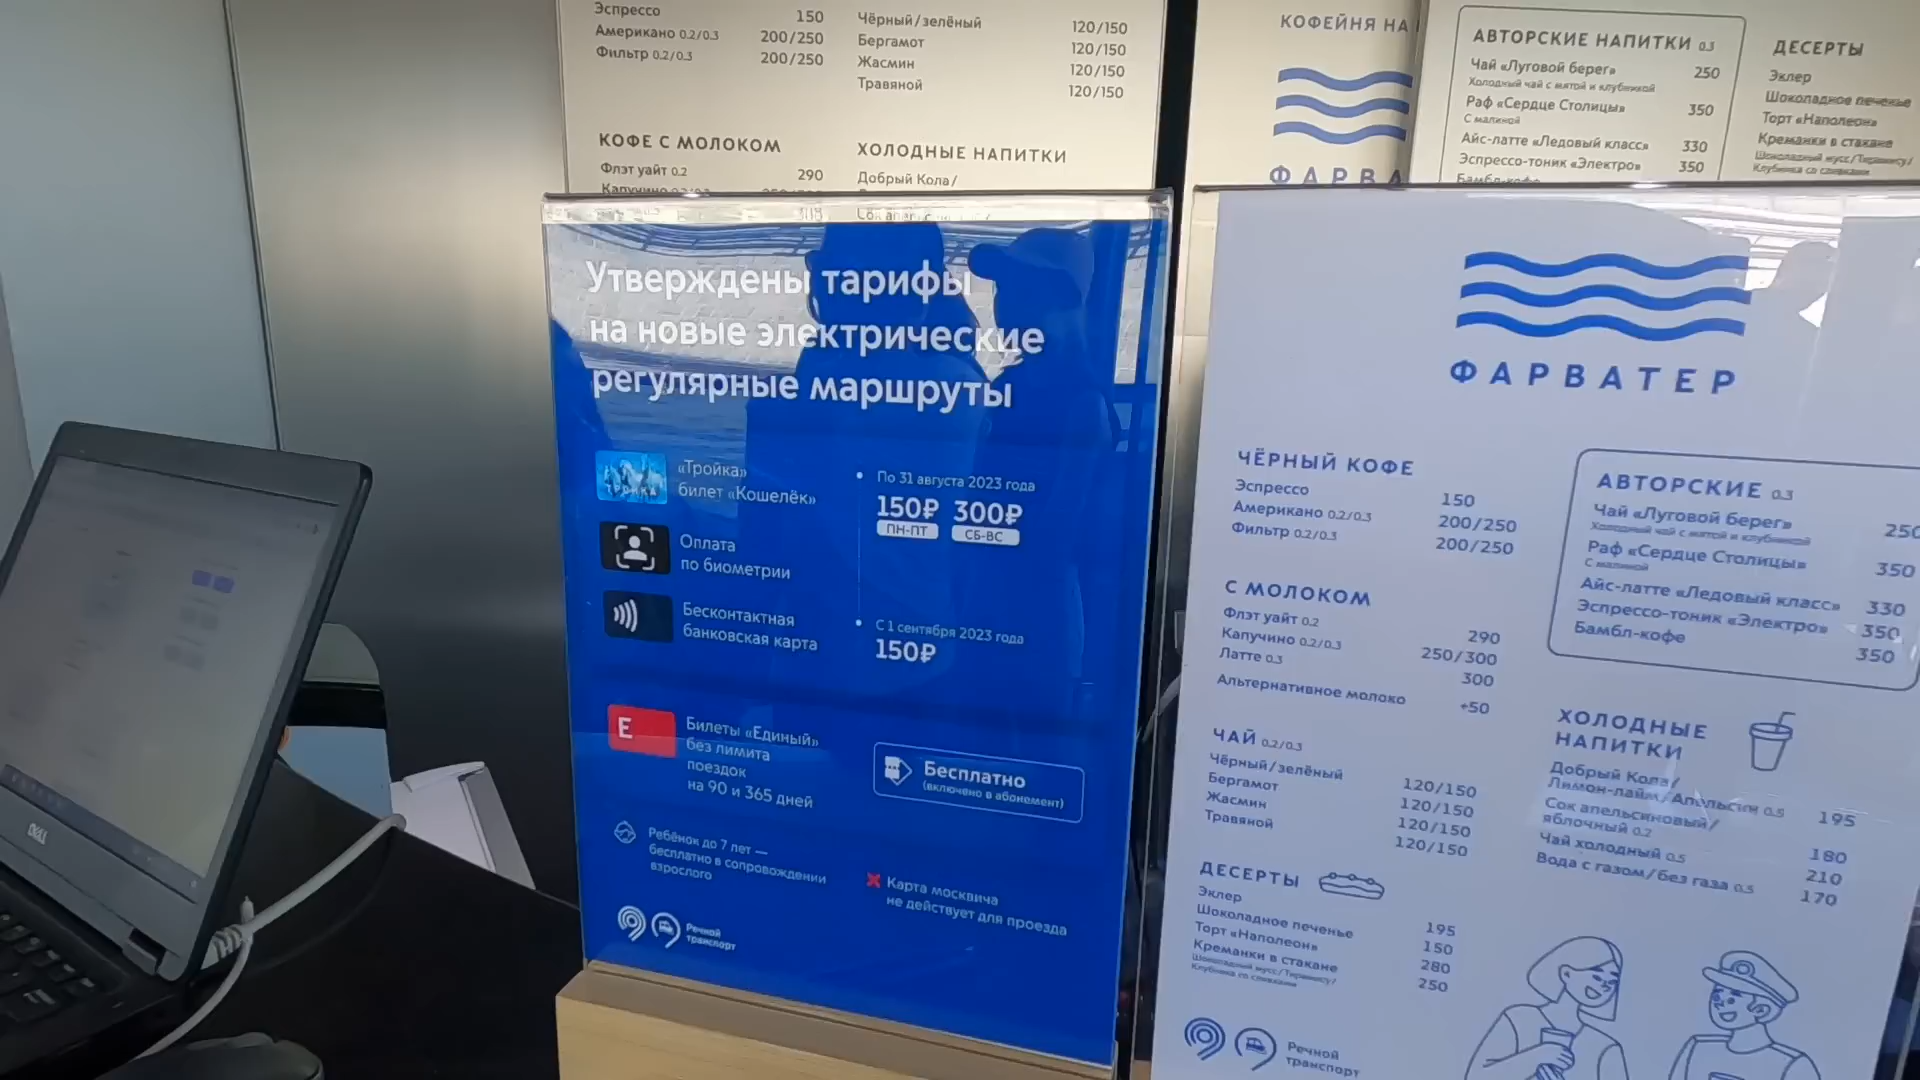 Эспрессо 150
Американо 0.2/0.3 200/250
Фильтр 0.2/0.3 200/250
Чёрный/зелёный 120/150
Бергамот 120/150
Жасмин 120/150
Травяной 120/150
КОФЕ С МОЛОКОМ
Флэт уайт 0.2 290
Капучино 0.2/0.3
ХОЛОДНЫЕ НАПИТКИ
Добрый Кола/
КОФЕЙНЯ НА
ФАРВА
АВТОРСКИЕ НАПИТКИ 0.3
Чай «Луговой берег» 250
Холодный чай с мятой и клубникой
Раф «Сердце Столицы» 350
С малиной
Айс-латте «Ледовый класс» 330
Эспрессо-тоник «Электро» 350
Бамбл-кофе
ДЕСЕРТЫ
Эклер
Шоколадное печенье
Торт «Наполеон»
Креманки в стакане
Шоколадный мусс/Тирамису/
Клубника со сливками
Утверждены тарифы
на новые электрические
регулярные маршруты
ТРОЙКА
«Тройка»
билет «Кошелёк»
Оплата
по биометрии
Бесконтактная
банковская карта
По 31 августа 2023 года
150₽ 300₽
ПН-ПТ СБ-ВС
С 1 сентября 2023 года
150₽
Е
Билеты «Единый»
без лимита
поездок
на 90 и 365 дней
Бесплатно
(включено в абонемент)
Ребёнок до 7 лет —
бесплатно в сопровождении
взрослого
Карта москвича
не действует для проезда
Речной
транспорт
DELL
ФАРВАТЕР
ЧЁРНЫЙ КОФЕ
Эспрессо 150
Американо 0.2/0.3 200/250
Фильтр 0.2/0.3 200/250
С МОЛОКОМ
Флэт уайт 0.2 290
Капучино 0.2/0.3 250/300
Латте 0.3 300
Альтернативное молоко +50
ЧАЙ 0.2/0.3
Чёрный/зелёный 120/150
Бергамот 120/150
Жасмин 120/150
Травяной 120/150
ДЕСЕРТЫ
Эклер 195
Шоколадное печенье 150
Торт «Наполеон» 280
Креманки в стакане 250
Шоколадный мусс/Тирамису/
Клубника со сливками
Речной
транспорт
АВТОРСКИЕ 0.3
Чай «Луговой берег» 250
Холодный чай с мятой и клубникой
Раф «Сердце Столицы» 350
С малиной
Айс-латте «Ледовый класс» 330
Эспрессо-тоник «Электро» 350
Бамбл-кофе 350
ХОЛОДНЫЕ
НАПИТКИ
Добрый Кола/
Лимон-лайм/Апельсин 0.5 195
Сок апельсиновый/
яблочный 0.2 180
Чай холодный 0.5 210
Вода с газом/без газа 0.5 170